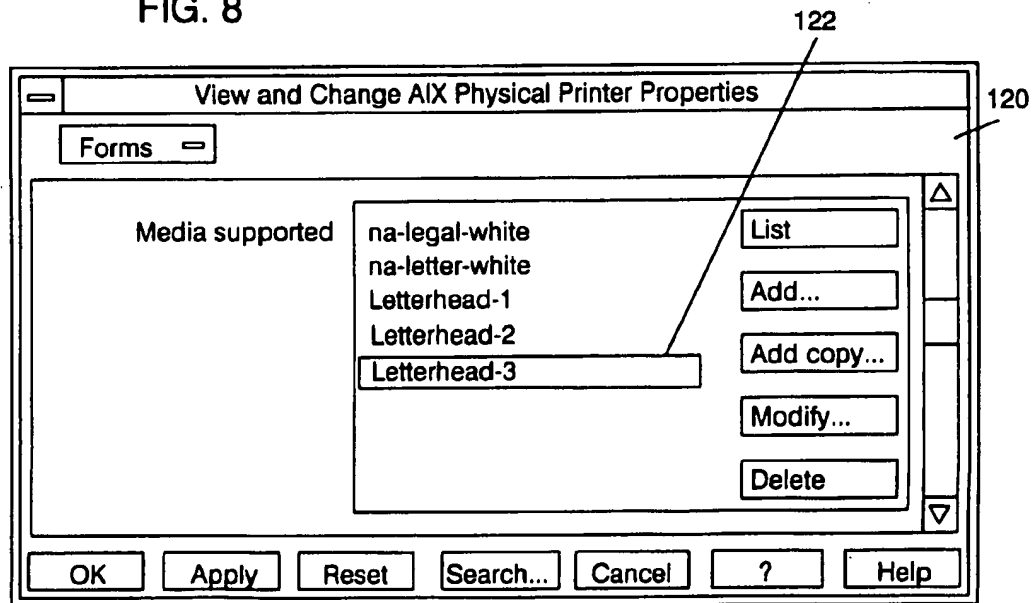 FIG. 8
122
View and Change AIX Physical Printer Properties
120
Forms
Media supported
na-legal-white
na-letter-white
Letterhead-1
Letterhead-2
Letterhead-3
List
Add...
Add copy...
Modify...
Delete
OK Apply Reset Search... Cancel ? Help